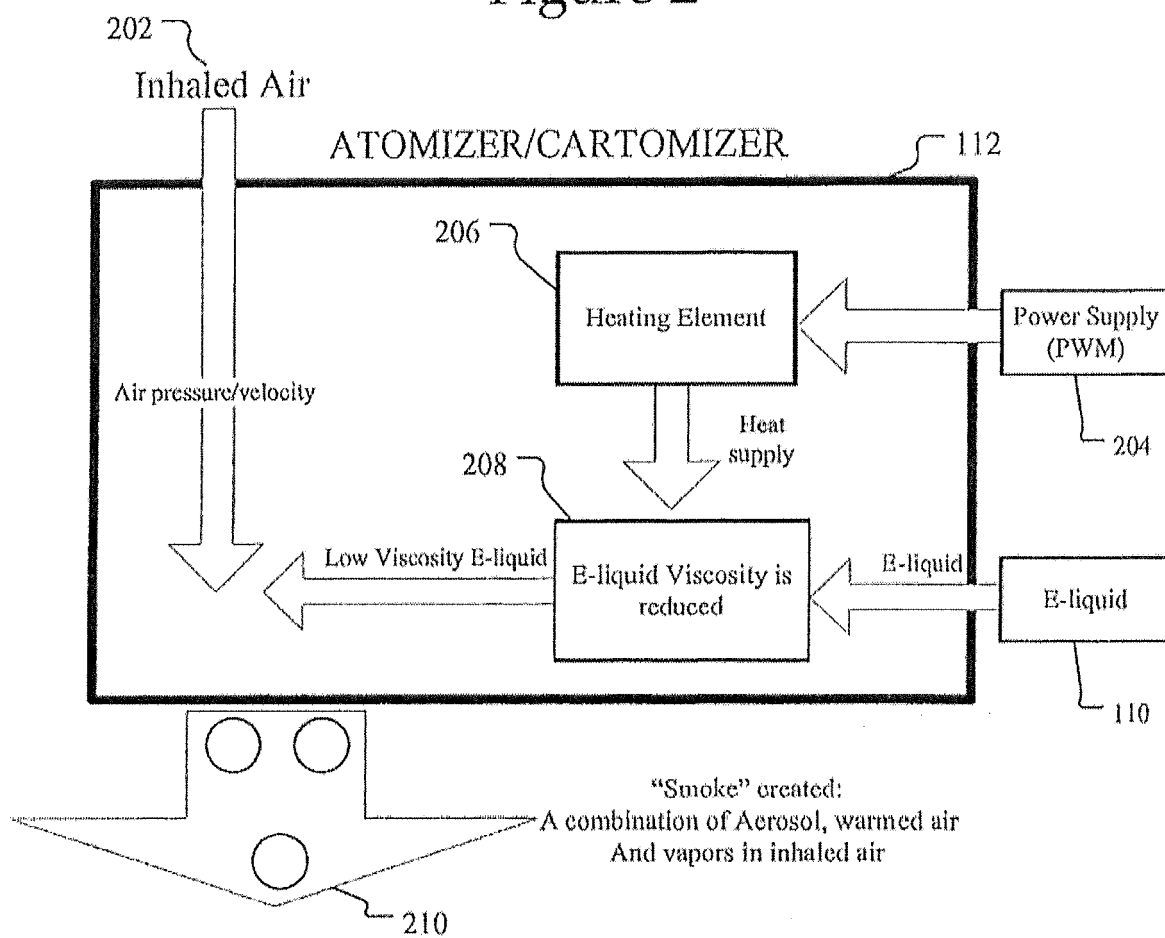 Figure 2
202
Inhaled Air
ATOMIZER/CARTOMIZER
112
206
Heating Element
Power Supply
(PWM)
Air pressure/velocity
Heat
supply
204
208
Low Viscosity E-liquid
E-liquid Viscosity is
reduced
E-liquid
E-liquid
110
"Smoke" created:
A combination of Aerosol, warmed air
And vapors in inhaled air
210